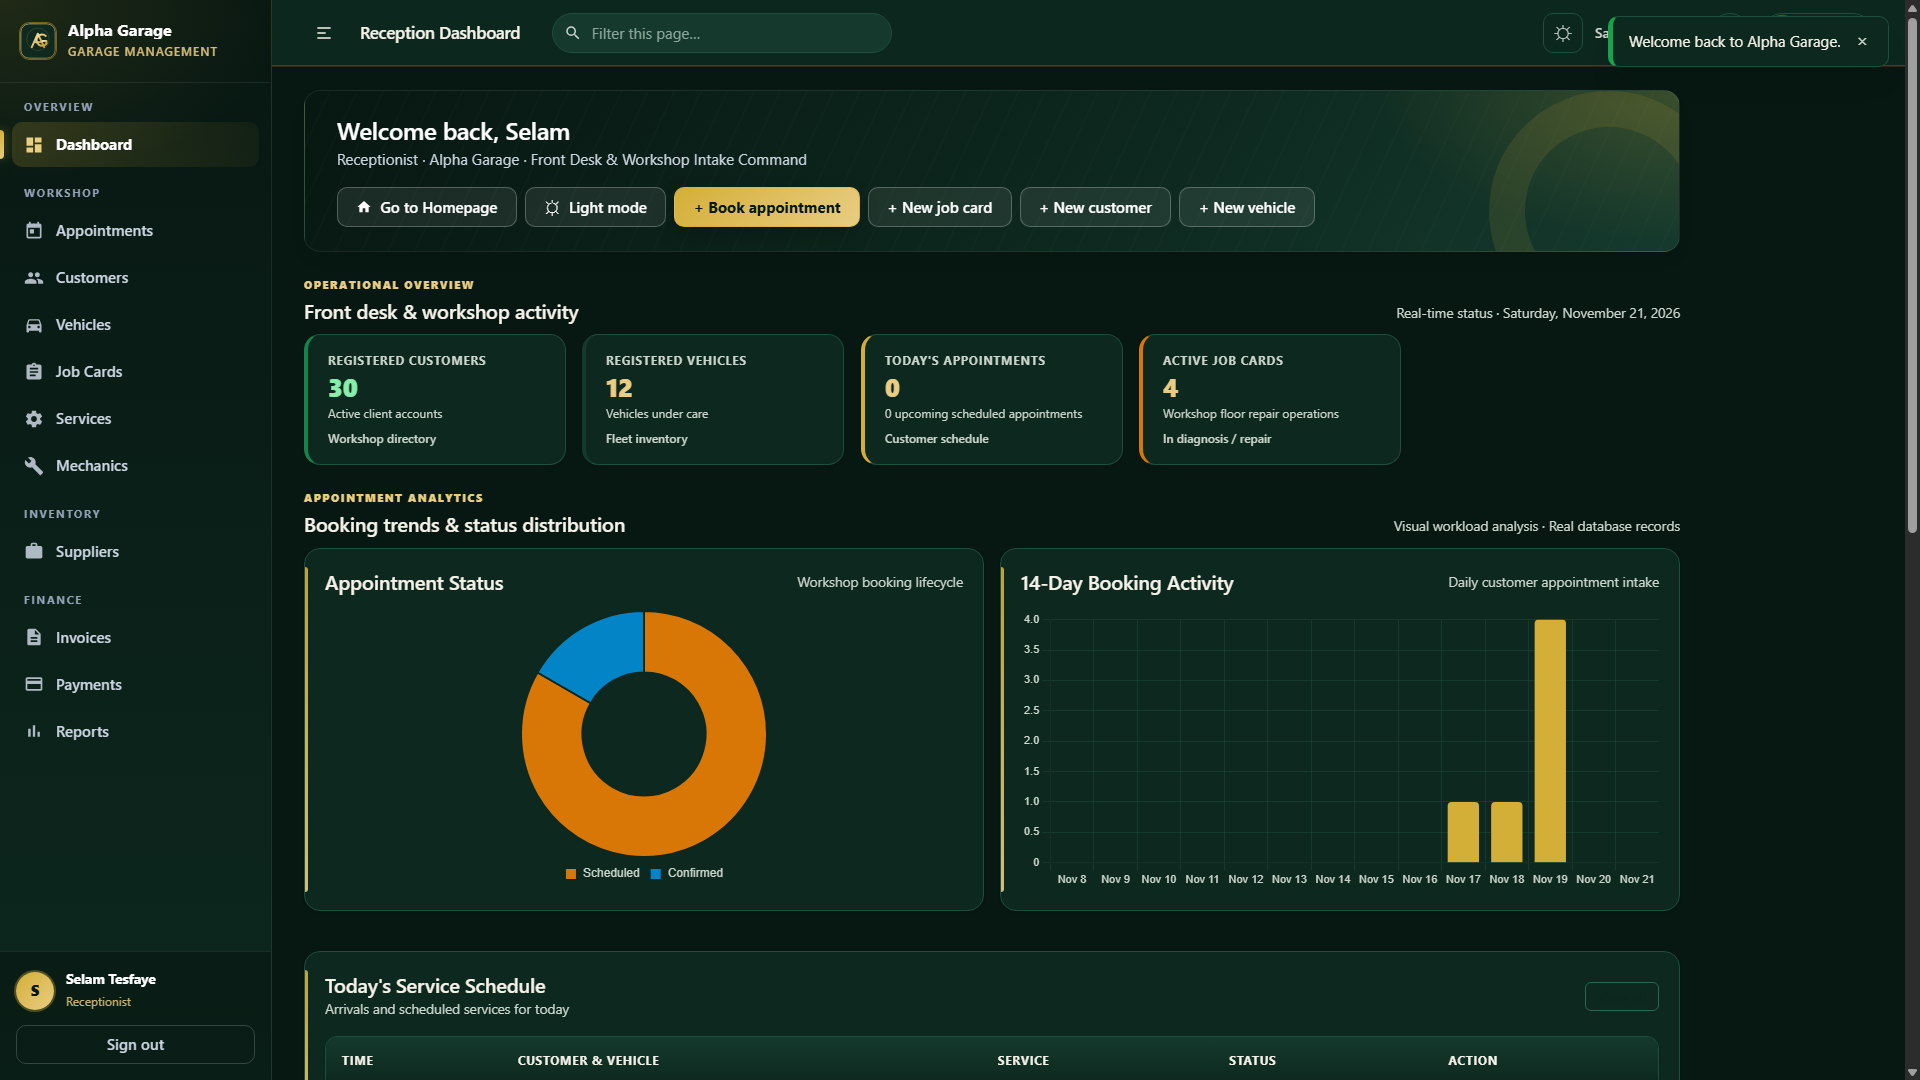 Alpha Garage
GARAGE MANAGEMENT
OVERVIEW
Dashboard
WORKSHOP
Appointments
Customers
Vehicles
Job Cards
Services
Mechanics
INVENTORY
Suppliers
FINANCE
Invoices
Payments
Reports
S
Selam Tesfaye
Receptionist
Sign out
Reception Dashboard
Filter this page...
Sa
Welcome back to Alpha Garage. ×
Welcome back, Selam
Receptionist · Alpha Garage · Front Desk & Workshop Intake Command
Go to Homepage
Light mode
+ Book appointment
+ New job card
+ New customer
+ New vehicle
OPERATIONAL OVERVIEW
Front desk & workshop activity
Real-time status · Saturday, November 21, 2026
REGISTERED CUSTOMERS
30
Active client accounts
Workshop directory
REGISTERED VEHICLES
12
Vehicles under care
Fleet inventory
TODAY'S APPOINTMENTS
0
0 upcoming scheduled appointments
Customer schedule
ACTIVE JOB CARDS
4
Workshop floor repair operations
In diagnosis / repair
APPOINTMENT ANALYTICS
Booking trends & status distribution
Visual workload analysis · Real database records
Appointment Status
Workshop booking lifecycle
Scheduled
Confirmed
14-Day Booking Activity
Daily customer appointment intake
4.0
3.5
3.0
2.5
2.0
1.5
1.0
0.5
0
Nov 8 Nov 9 Nov 10 Nov 11 Nov 12 Nov 13 Nov 14 Nov 15 Nov 16 Nov 17 Nov 18 Nov 19 Nov 20 Nov 21
Today's Service Schedule
Arrivals and scheduled services for today
TIME CUSTOMER & VEHICLE SERVICE STATUS ACTION